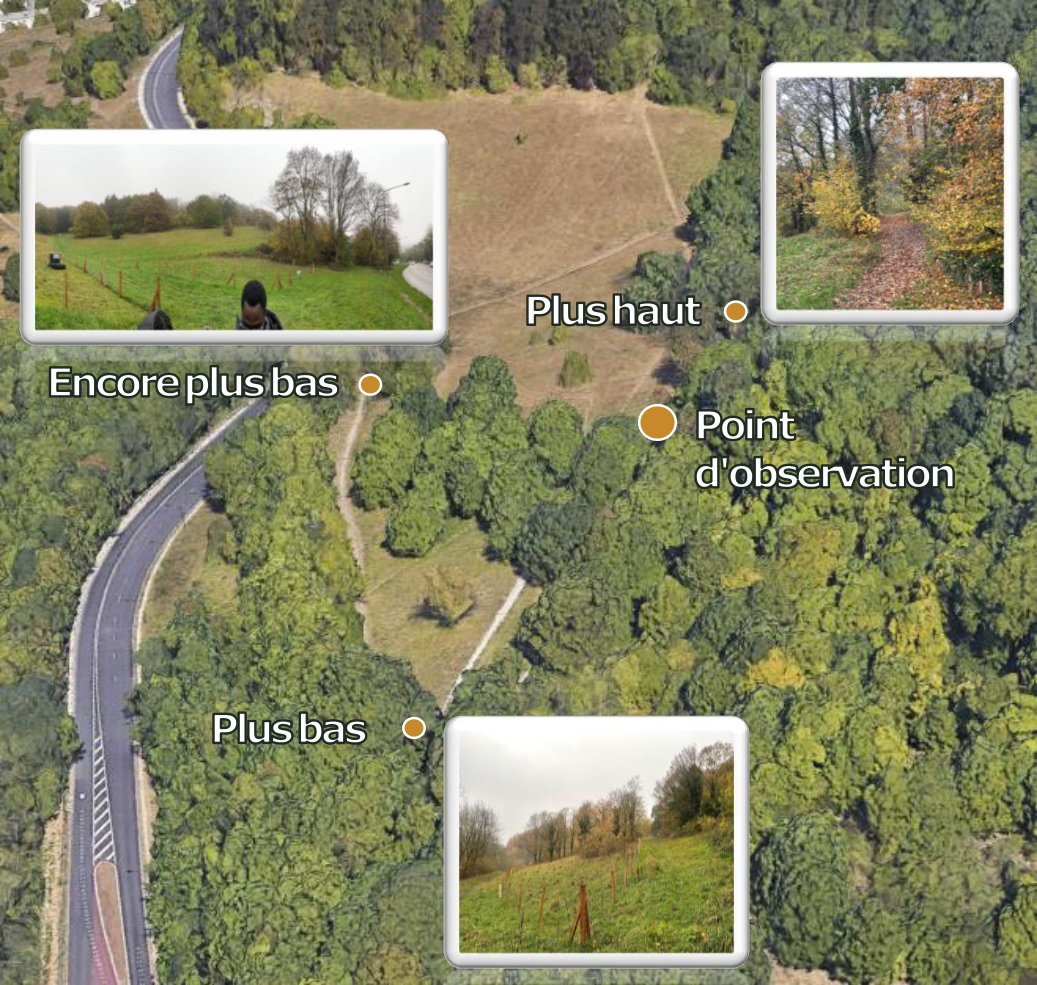 Plus haut
Encore plus bas
Point
d'observation
Plus bas